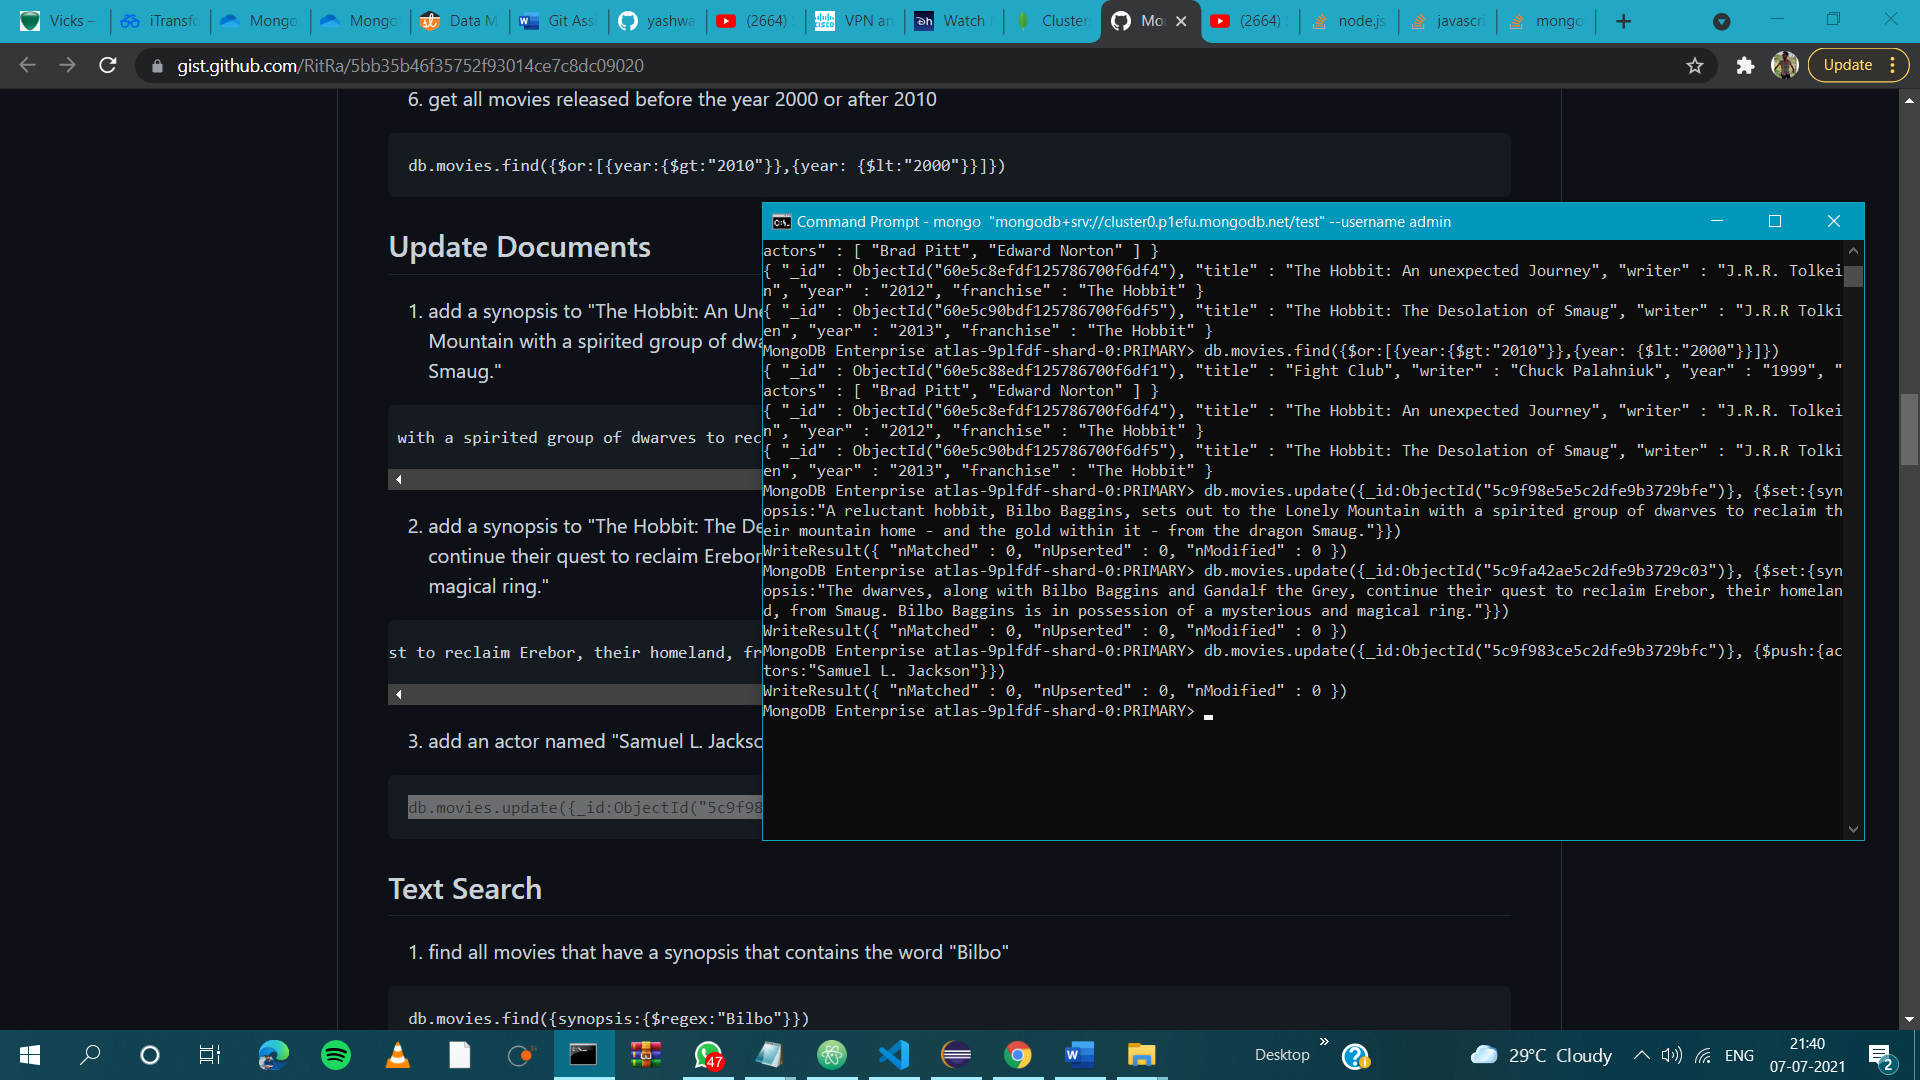 Vicks –
iTransfo
Mongo
Mongo
Data M
Git Assi
yashwa
(2664)
VPN an
Watch
Cluster
Mo
(2664)
node.js
javascri
mongo
gist.github.com/RitRa/5bb35b46f35752f93014ce7c8dc09020
Update
6. get all movies released before the year 2000 or after 2010
db.movies.find({$or:[{year:{$gt:"2010"}},{year: {$lt:"2000"}}]})
Update Documents
1. add a synopsis to "The Hobbit: An Une
Mountain with a spirited group of dwa
Smaug."
with a spirited group of dwarves to rec
2. add a synopsis to "The Hobbit: The De
continue their quest to reclaim Erebor
magical ring."
st to reclaim Erebor, their homeland, fr
3. add an actor named "Samuel L. Jackso
db.movies.update({_id:ObjectId("5c9f98
Text Search
1. find all movies that have a synopsis that contains the word "Bilbo"
db.movies.find({synopsis:{$regex:"Bilbo"}})
Command Prompt - mongo "mongodb+srv://cluster0.p1efu.mongodb.net/test" --username admin
actors" : [ "Brad Pitt", "Edward Norton" ] }
{ "_id" : ObjectId("60e5c8efdf125786700f6df4"), "title" : "The Hobbit: An unexpected Journey", "writer" : "J.R.R. Tolkei
n", "year" : "2012", "franchise" : "The Hobbit" }
{ "_id" : ObjectId("60e5c90bdf125786700f6df5"), "title" : "The Hobbit: The Desolation of Smaug", "writer" : "J.R.R Tolki
en", "year" : "2013", "franchise" : "The Hobbit" }
MongoDB Enterprise atlas-9plfdf-shard-0:PRIMARY> db.movies.find({$or:[{year:{$gt:"2010"}},{year: {$lt:"2000"}}]})
{ "_id" : ObjectId("60e5c88edf125786700f6df1"), "title" : "Fight Club", "writer" : "Chuck Palahniuk", "year" : "1999", "
actors" : [ "Brad Pitt", "Edward Norton" ] }
{ "_id" : ObjectId("60e5c8efdf125786700f6df4"), "title" : "The Hobbit: An unexpected Journey", "writer" : "J.R.R. Tolkei
n", "year" : "2012", "franchise" : "The Hobbit" }
{ "_id" : ObjectId("60e5c90bdf125786700f6df5"), "title" : "The Hobbit: The Desolation of Smaug", "writer" : "J.R.R Tolki
en", "year" : "2013", "franchise" : "The Hobbit" }
MongoDB Enterprise atlas-9plfdf-shard-0:PRIMARY> db.movies.update({_id:ObjectId("5c9f98e5e5c2dfe9b3729bfe")}, {$set:{syn
opsis:"A reluctant hobbit, Bilbo Baggins, sets out to the Lonely Mountain with a spirited group of dwarves to reclaim th
eir mountain home - and the gold within it - from the dragon Smaug."}})
WriteResult({ "nMatched" : 0, "nUpserted" : 0, "nModified" : 0 })
MongoDB Enterprise atlas-9plfdf-shard-0:PRIMARY> db.movies.update({_id:ObjectId("5c9fa42ae5c2dfe9b3729c03")}, {$set:{syn
opsis:"The dwarves, along with Bilbo Baggins and Gandalf the Grey, continue their quest to reclaim Erebor, their homelan
d, from Smaug. Bilbo Baggins is in possession of a mysterious and magical ring."}})
WriteResult({ "nMatched" : 0, "nUpserted" : 0, "nModified" : 0 })
MongoDB Enterprise atlas-9plfdf-shard-0:PRIMARY> db.movies.update({_id:ObjectId("5c9f983ce5c2dfe9b3729bfc")}, {$push:{ac
tors:"Samuel L. Jackson"}})
WriteResult({ "nMatched" : 0, "nUpserted" : 0, "nModified" : 0 })
MongoDB Enterprise atlas-9plfdf-shard-0:PRIMARY>
47
Desktop
29°C Cloudy
ENG
21:40
07-07-2021
2